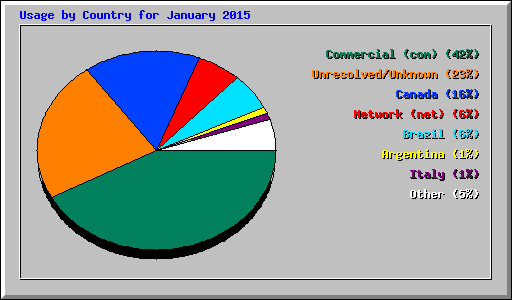 Usage by Country for January 2015
Commercial (com) (42%)
Unresolved/Unknown (23%)
Canada (16%)
Network (net) (6%)
Brazil (6%)
Argentina (1%)
Italy (1%)
Other (5%)